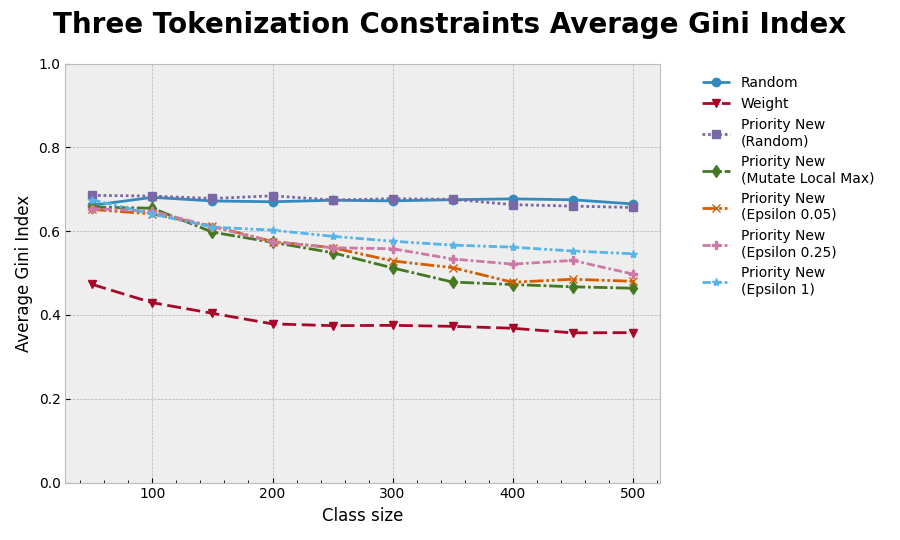 Three Tokenization Constraints Average Gini Index
1.0
0.8
0.6
0.4
0.2
0.0
Average Gini Index
100
200
300
400
500
Class size
Random
Weight
Priority New
(Random)
Priority New
(Mutate Local Max)
Priority New
(Epsilon 0.05)
Priority New
(Epsilon 0.25)
Priority New
(Epsilon 1)